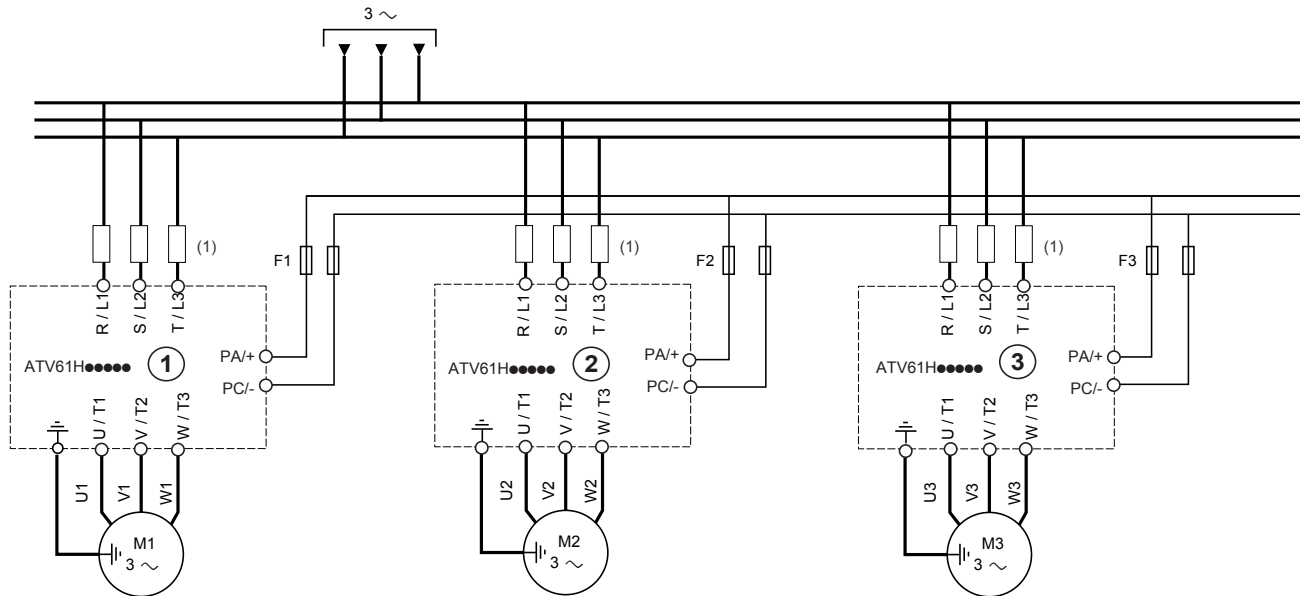 3 ~
(1) (1) (1)
F1 F2 F3
R / L1 S / L2 T / L3 R / L1 S / L2 T / L3 R / L1 S / L2 T / L3
PA/+ PA/+ PA/+
ATV61H●●●●● 1 ATV61H●●●●● 2 ATV61H●●●●● 3
PC/- PC/- PC/-
U / T1 V / T2 W / T3 U / T1 V / T2 W / T3 U / T1 V / T2 W / T3
U1 V1 W1 U2 V2 W2 U3 V3 W3
M1 M2 M3
3 ~ 3 ~ 3 ~